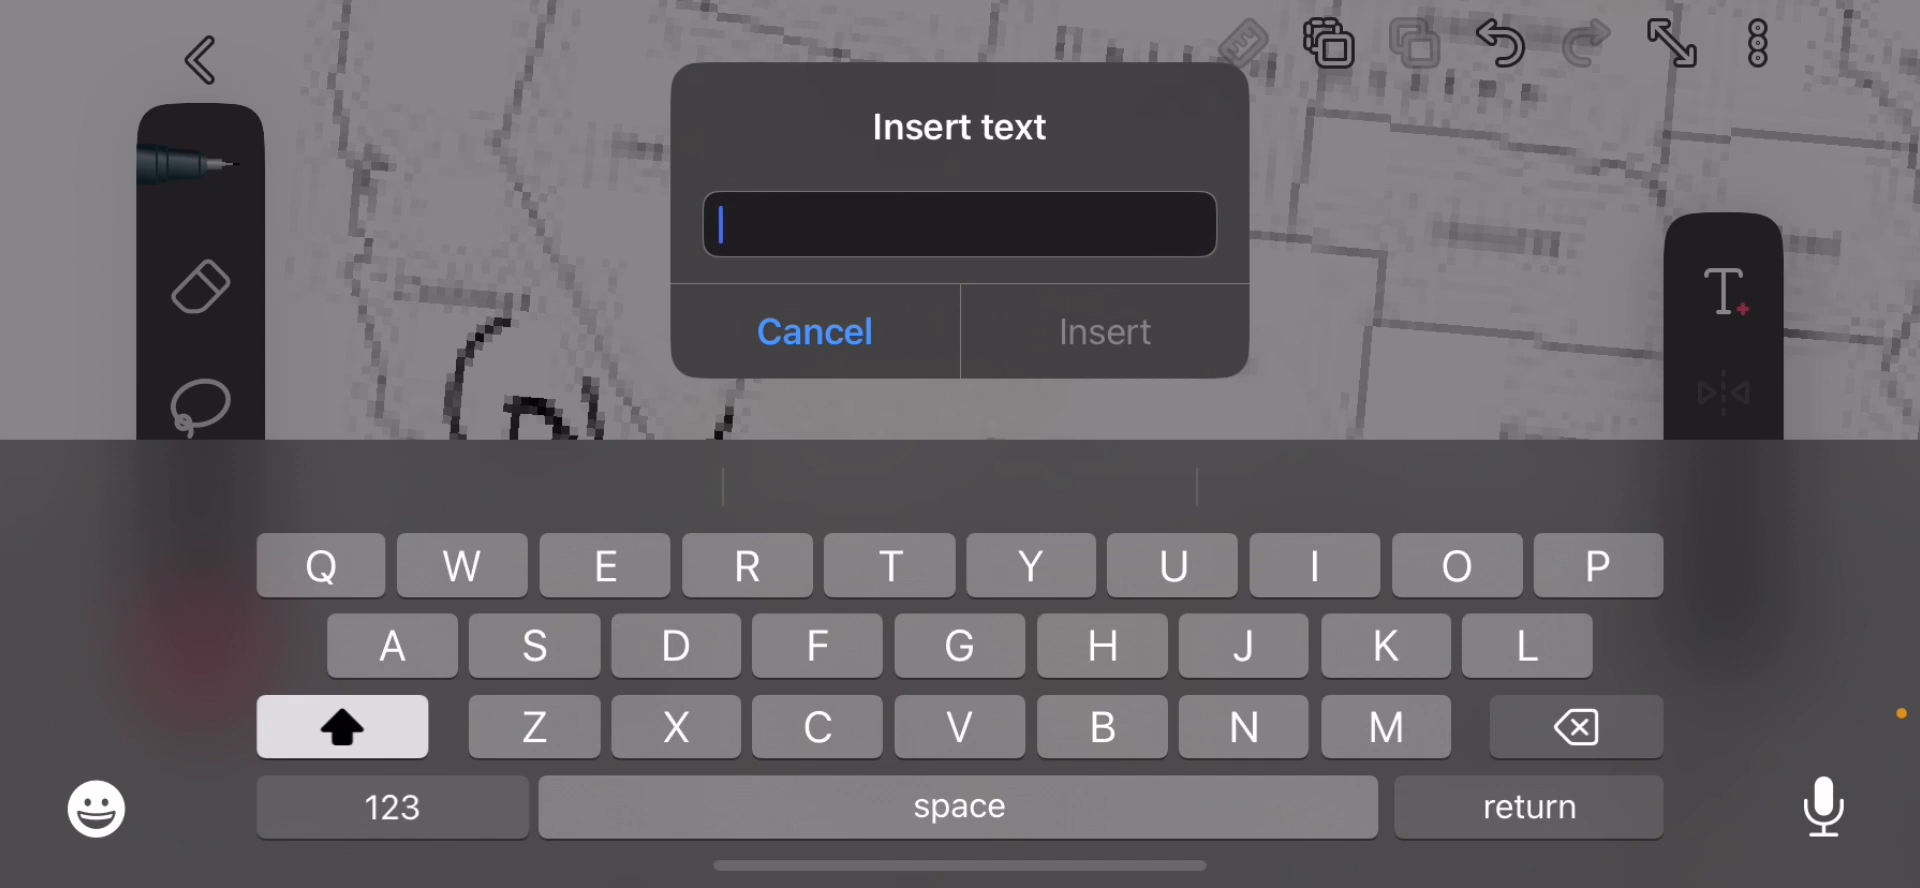 Insert text
Cancel Insert
Q W E R T Y U I O P
A S D F G H J K L
Z X C V B N M
123 space return